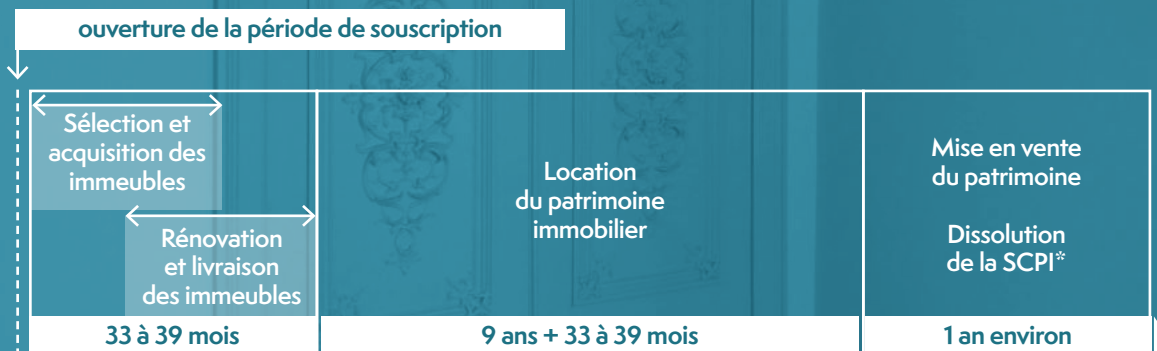 ouverture de la période de souscription
Sélection et
acquisition des
immeubles
Rénovation
et livraison
des immeubles
Location
du patrimoine
immobilier
Mise en vente
du patrimoine
Dissolution
de la SCPI*
33 à 39 mois
9 ans + 33 à 39 mois
1 an environ